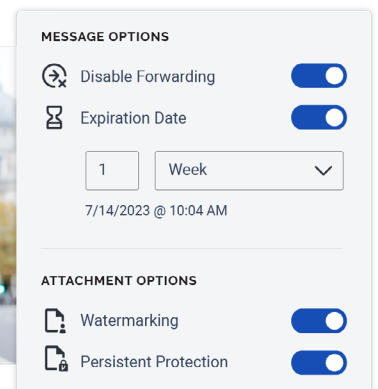 MESSAGE OPTIONS
Disable Forwarding
Expiration Date
1 Week
7/14/2023 @ 10:04 AM
ATTACHMENT OPTIONS
Watermarking
Persistent Protection